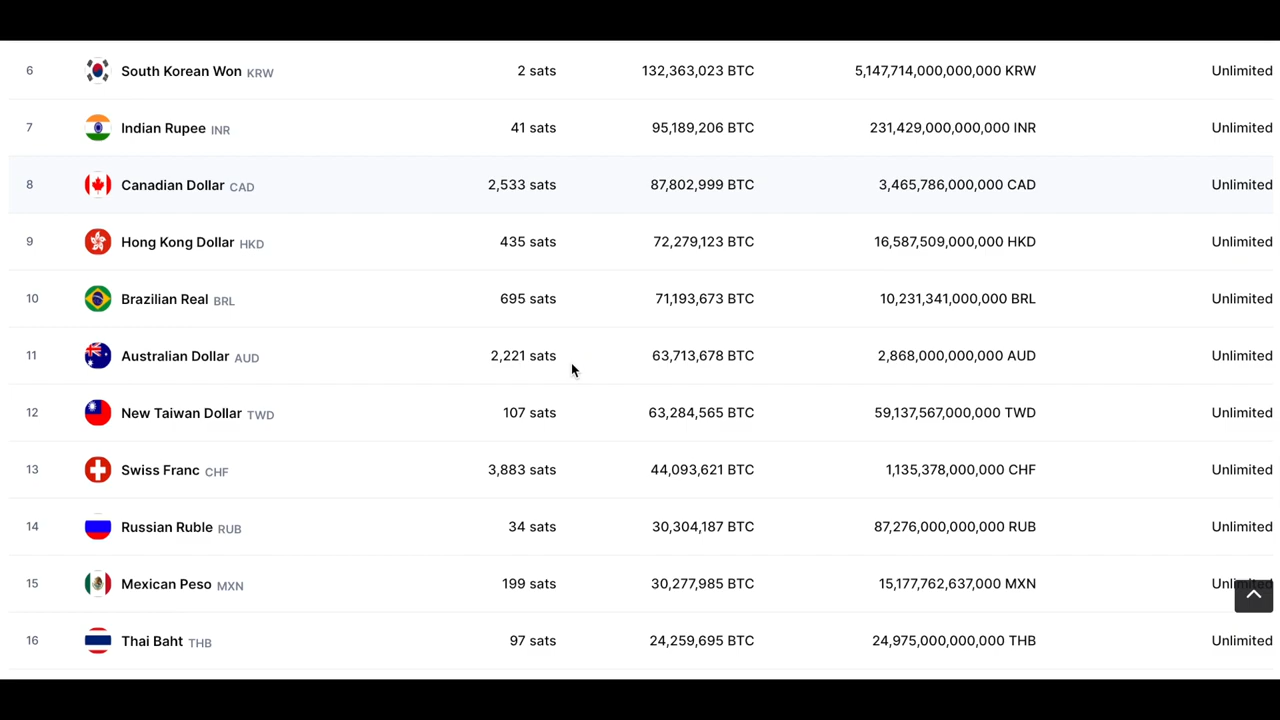 6 South Korean Won KRW 2 sats 132,363,023 BTC 5,147,714,000,000,000 KRW Unlimited
7 Indian Rupee INR 41 sats 95,189,206 BTC 231,429,000,000,000 INR Unlimited
8 Canadian Dollar CAD 2,533 sats 87,802,999 BTC 3,465,786,000,000 CAD Unlimited
9 Hong Kong Dollar HKD 435 sats 72,279,123 BTC 16,587,509,000,000 HKD Unlimited
10 Brazilian Real BRL 695 sats 71,193,673 BTC 10,231,341,000,000 BRL Unlimited
11 Australian Dollar AUD 2,221 sats 63,713,678 BTC 2,868,000,000,000 AUD Unlimited
12 New Taiwan Dollar TWD 107 sats 63,284,565 BTC 59,137,567,000,000 TWD Unlimited
13 Swiss Franc CHF 3,883 sats 44,093,621 BTC 1,135,378,000,000 CHF Unlimited
14 Russian Ruble RUB 34 sats 30,304,187 BTC 87,276,000,000,000 RUB Unlimited
15 Mexican Peso MXN 199 sats 30,277,985 BTC 15,177,762,637,000 MXN Unlimited
16 Thai Baht THB 97 sats 24,259,695 BTC 24,975,000,000,000 THB Unlimited